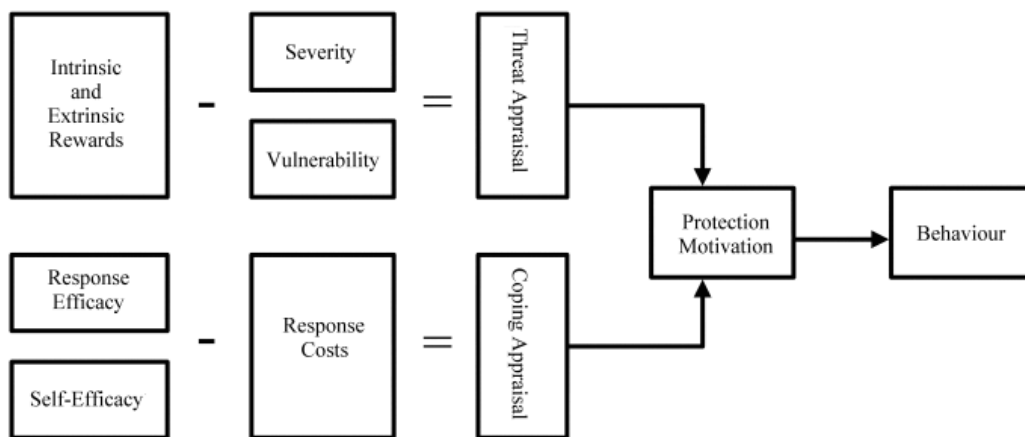 Intrinsic
and
Extrinsic
Rewards
-
Severity
Vulnerability
=
Threat Appraisal
Response
Efficacy
Self-Efficacy
-
Response
Costs
=
Coping Appraisal
Protection
Motivation
Behaviour